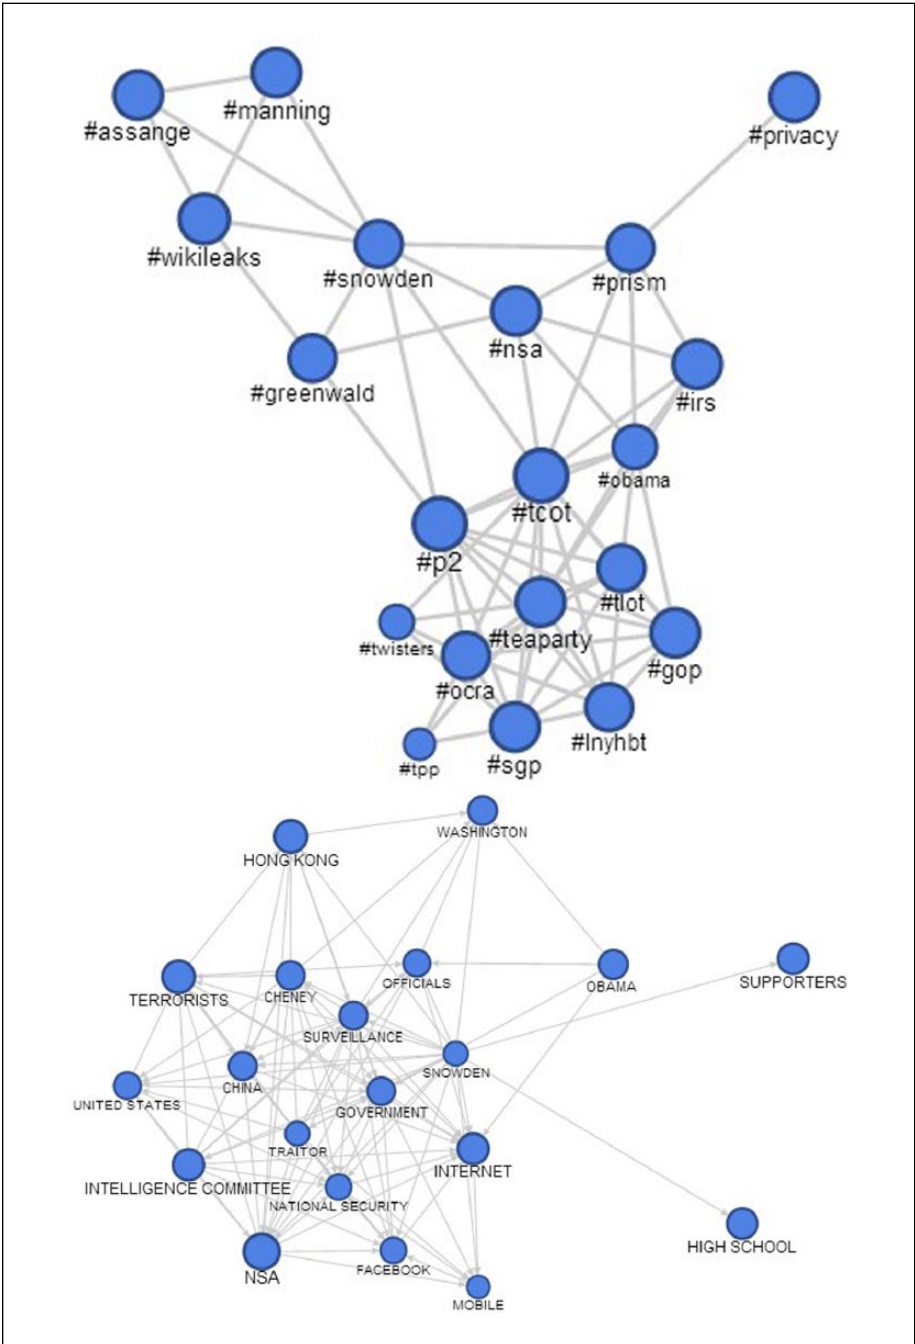 #manning
#assange
#privacy
#wikileaks
#snowden
#prism
#nsa
#greenwald
#irs
#obama
#tcot
#p2
#tlot
#teaparty
#twisters
#gop
#ocra
#lnyhbt
#sgp
#tpp
WASHINGTON
HONG KONG
OFFICIALS
SUPPORTERS
OBAMA
TERRORISTS
CHENEY
SURVEILLANCE
SNOWDEN
CHINA
UNITED STATES
GOVERNMENT
TRAITOR
INTERNET
INTELLIGENCE COMMITTEE
NATIONAL SECURITY
HIGH SCHOOL
FACEBOOK
NSA
MOBILE